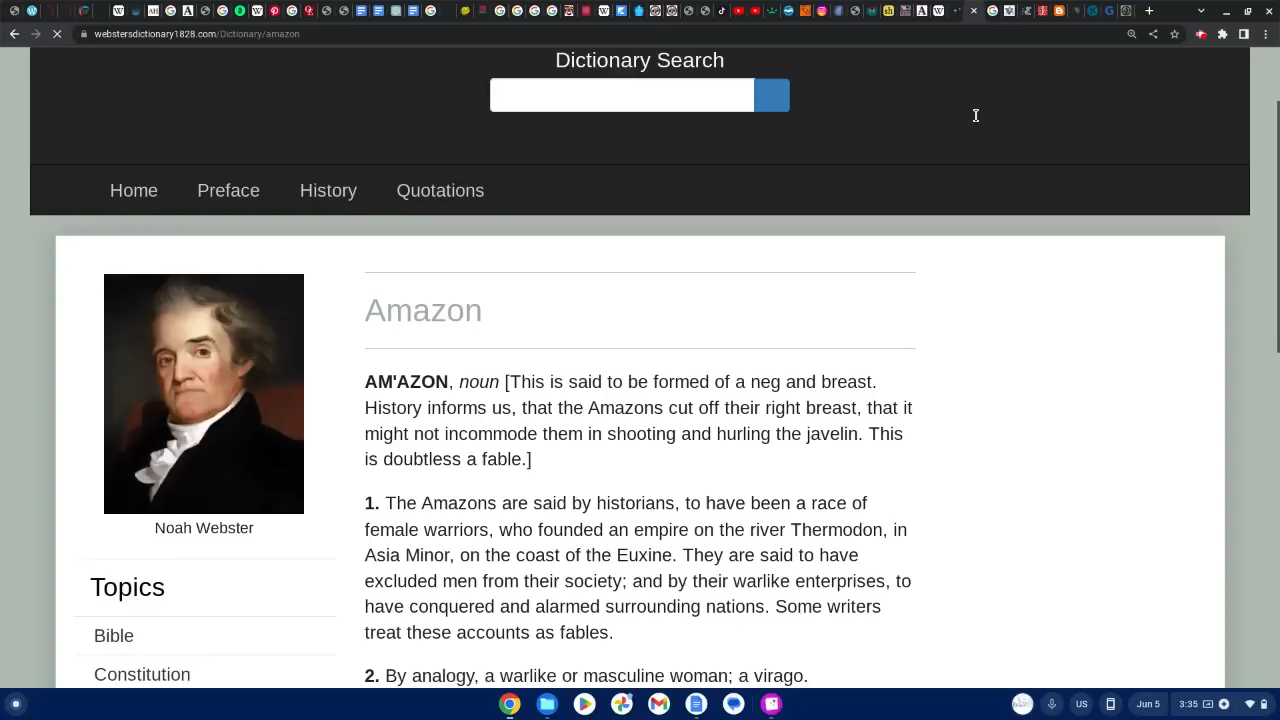 webstersdictionary1828.com/Dictionary/amazon
Dictionary Search
Home Preface History Quotations
Amazon
AM'AZON, noun [This is said to be formed of a neg and breast.
History informs us, that the Amazons cut off their right breast, that it
might not incommode them in shooting and hurling the javelin. This
is doubtless a fable.]
1. The Amazons are said by historians, to have been a race of
female warriors, who founded an empire on the river Thermodon, in
Asia Minor, on the coast of the Euxine. They are said to have
excluded men from their society; and by their warlike enterprises, to
have conquered and alarmed surrounding nations. Some writers
treat these accounts as fables.
2. By analogy, a warlike or masculine woman; a virago.
Noah Webster
Topics
Bible
Constitution
US Jun 5 3:35